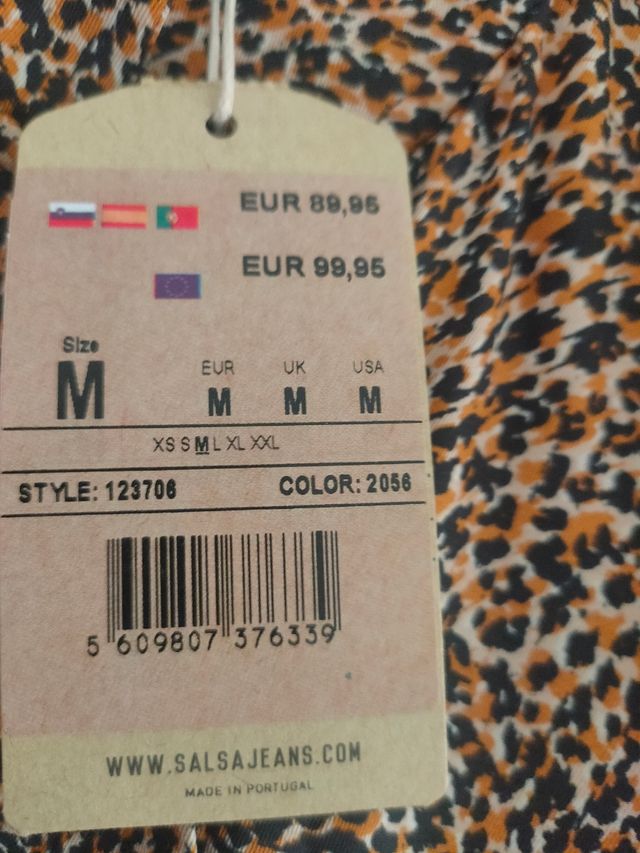 EUR 89,95
EUR 99,95
Size
M
EUR UK USA
M M M
XS S M L XL XXL
STYLE: 123706 COLOR: 2056
5 609807 376339
WWW.SALSAJEANS.COM
MADE IN PORTUGAL